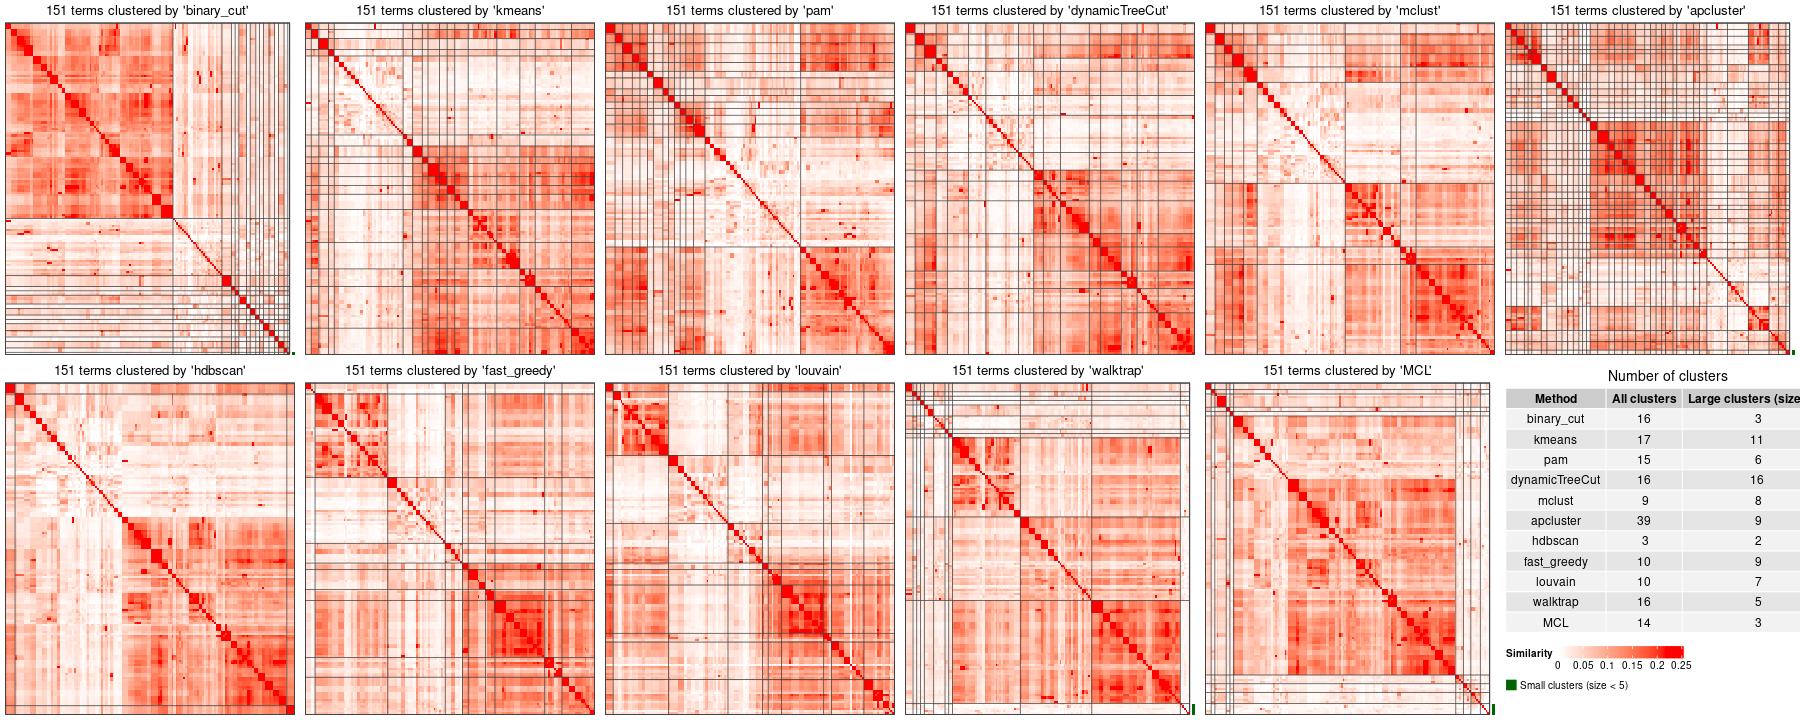 151 terms clustered by 'binary_cut'
151 terms clustered by 'kmeans'
151 terms clustered by 'pam'
151 terms clustered by 'dynamicTreeCut'
151 terms clustered by 'mclust'
151 terms clustered by 'apcluster'
151 terms clustered by 'hdbscan'
151 terms clustered by 'fast_greedy'
151 terms clustered by 'louvain'
151 terms clustered by 'walktrap'
151 terms clustered by 'MCL'
Number of clusters
Method All clusters Large clusters (size
binary_cut 16 3
kmeans 17 11
pam 15 6
dynamicTreeCut 16 16
mclust 9 8
apcluster 39 9
hdbscan 3 2
fast_greedy 10 9
louvain 10 7
walktrap 16 5
MCL 14 3
Similarity
0 0.05 0.1 0.15 0.2 0.25
Small clusters (size < 5)